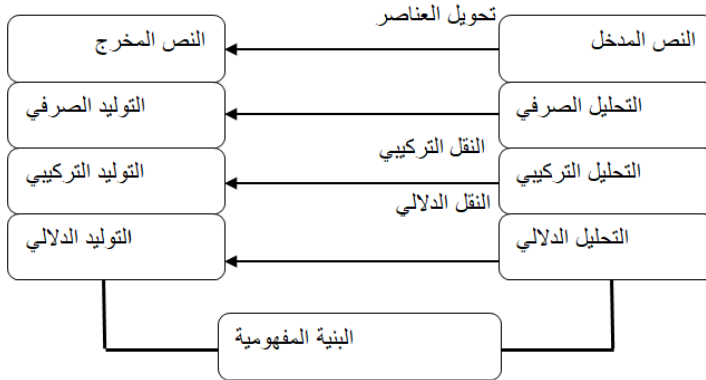 تحويل العناصر
النص المدخل
النص المخرج
التحليل الصرفي
التوليد الصرفي
النقل التركيبي
التحليل التركيبي
التوليد التركيبي
النقل الدلالي
التحليل الدلالي
التوليد الدلالي
البنية المفهومية